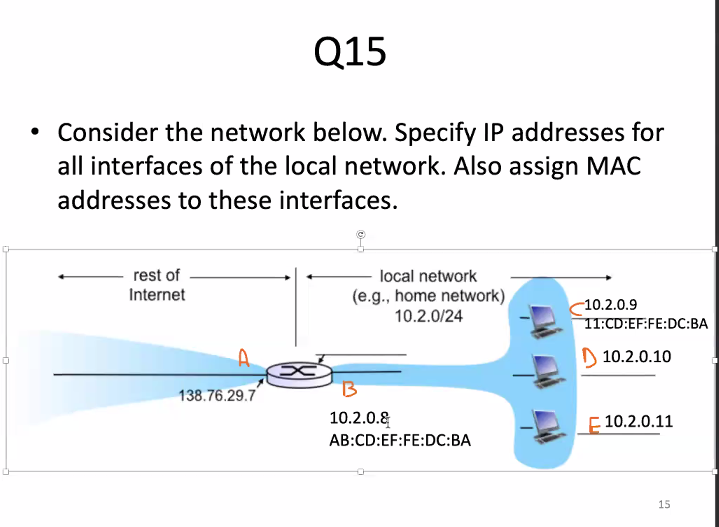 Q15
• Consider the network below. Specify IP addresses for
all interfaces of the local network. Also assign MAC
addresses to these interfaces.
rest of
Internet
local network
(e.g., home network)
10.2.0/24
C 10.2.0.9
11:CD:EF:FE:DC:BA
A
D 10.2.0.10
138.76.29.7
B
10.2.0.8
AB:CD:EF:FE:DC:BA
E 10.2.0.11
15